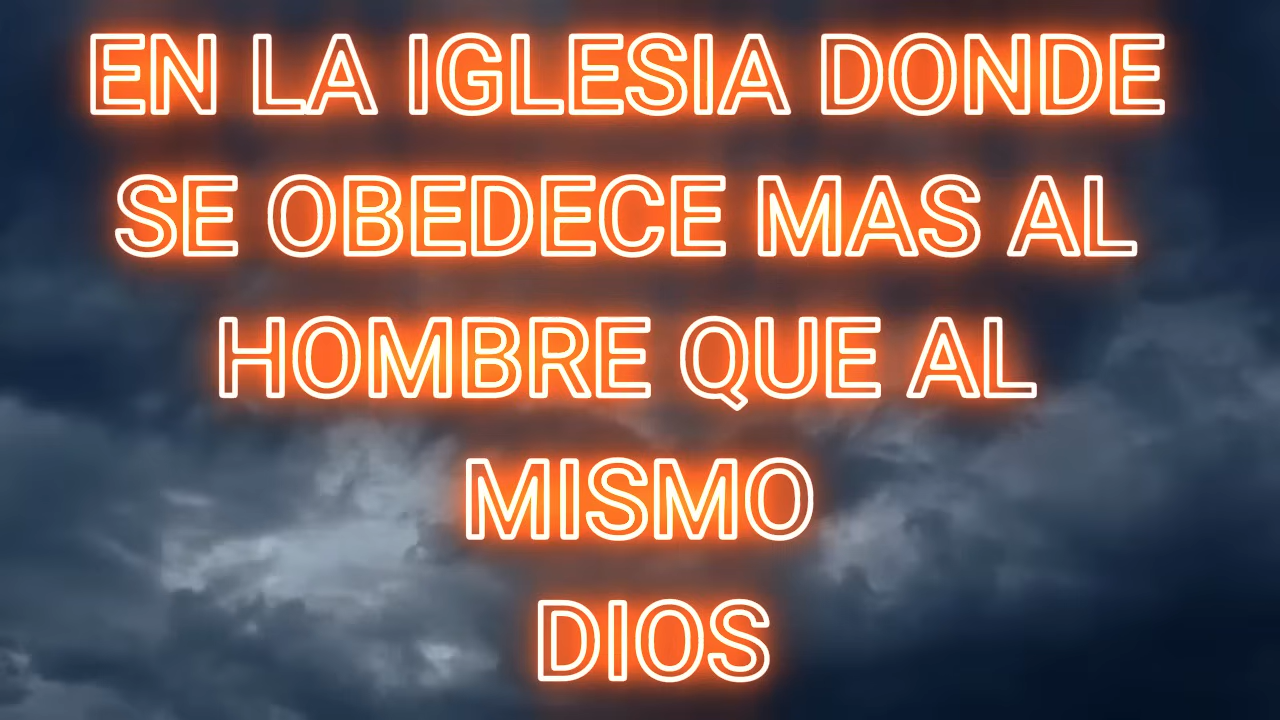 EN LA IGLESIA DONDE
SE OBEDECE MAS AL
HOMBRE QUE AL
MISMO
DIOS